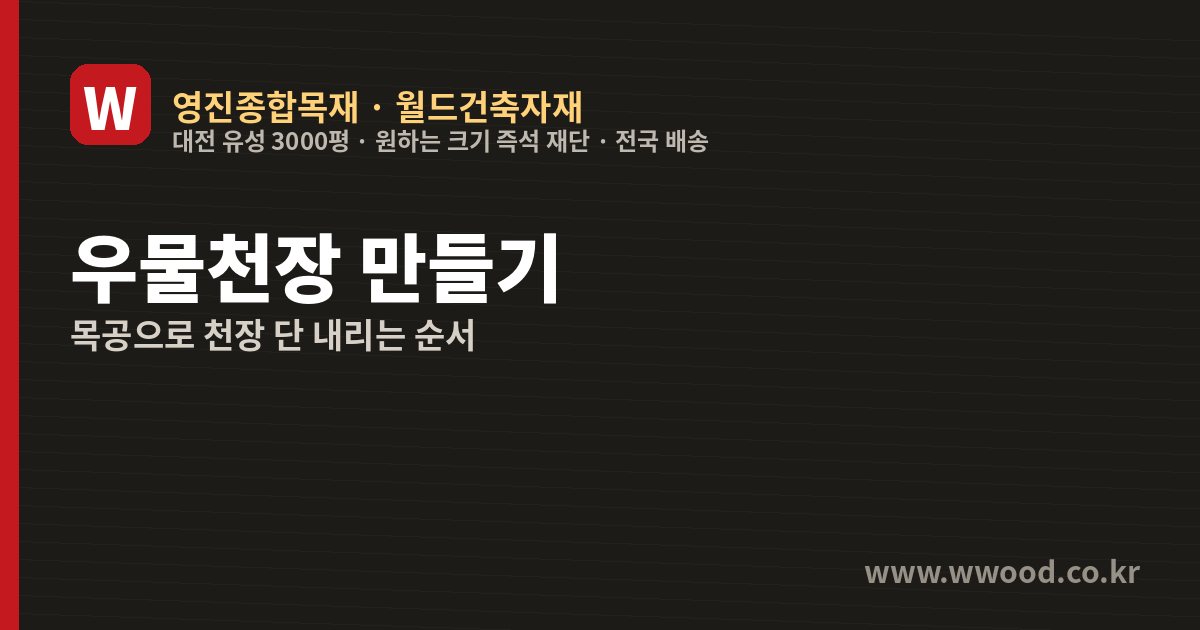 W
영진종합목재 · 월드건축자재
대전 유성 3000평 · 원하는 크기 즉석 재단 · 전국 배송
우물천장 만들기
목공으로 천장 단 내리는 순서
www.wwood.co.kr